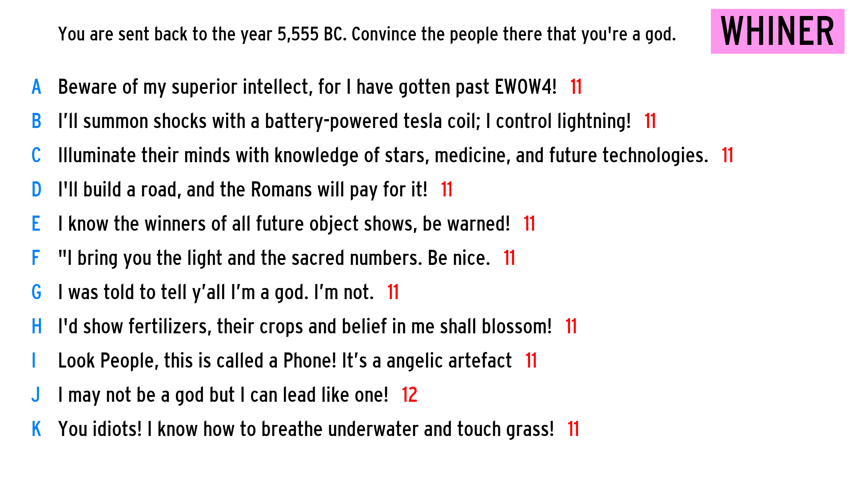 You are sent back to the year 5,555 BC. Convince the people there that you're a god. WHINER
A Beware of my superior intellect, for I have gotten past EWOW4! 11
B I’ll summon shocks with a battery-powered tesla coil; I control lightning! 11
C Illuminate their minds with knowledge of stars, medicine, and future technologies. 11
D I'll build a road, and the Romans will pay for it! 11
E I know the winners of all future object shows, be warned! 11
F "I bring you the light and the sacred numbers. Be nice. 11
G I was told to tell y’all I’m a god. I’m not. 11
H I'd show fertilizers, their crops and belief in me shall blossom! 11
I Look People, this is called a Phone! It’s a angelic artefact 11
J I may not be a god but I can lead like one! 12
K You idiots! I know how to breathe underwater and touch grass! 11